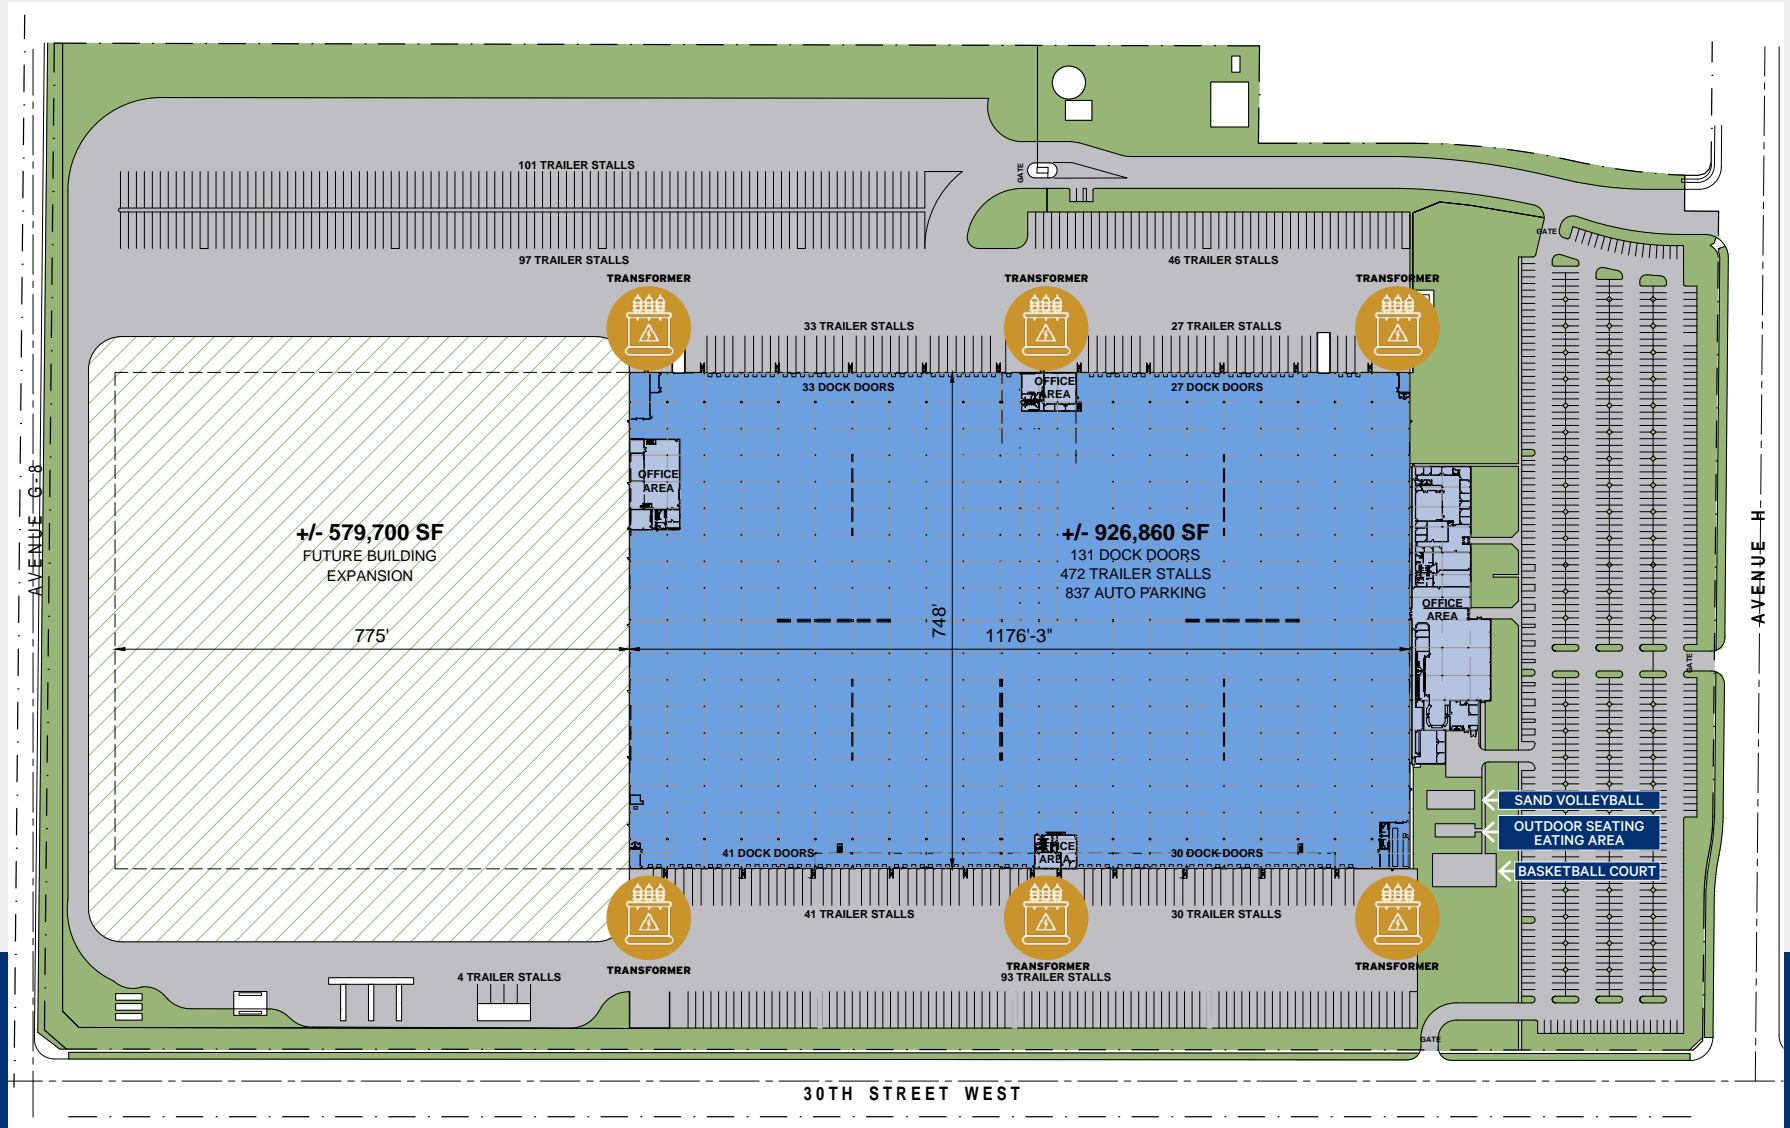 101 TRAILER STALLS
GATE
97 TRAILER STALLS
46 TRAILER STALLS
GATE
TRANSFORMER
TRANSFORMER
TRANSFORMER
33 TRAILER STALLS
27 TRAILER STALLS
33 DOCK DOORS
OFFICE
AREA
27 DOCK DOORS
OFFICE
AREA
AVENUE G-8
+/- 579,700 SF
FUTURE BUILDING
EXPANSION
+/- 926,860 SF
131 DOCK DOORS
472 TRAILER STALLS
837 AUTO PARKING
AVENUE H
OFFICE
AREA
775'
748'
1176'-3"
GATE
SAND VOLLEYBALL
OUTDOOR SEATING
EATING AREA
BASKETBALL COURT
41 DOCK DOORS
OFFICE
AREA
30 DOCK DOORS
41 TRAILER STALLS
30 TRAILER STALLS
TRANSFORMER
TRANSFORMER
TRANSFORMER
4 TRAILER STALLS
93 TRAILER STALLS
GATE
30TH STREET WEST